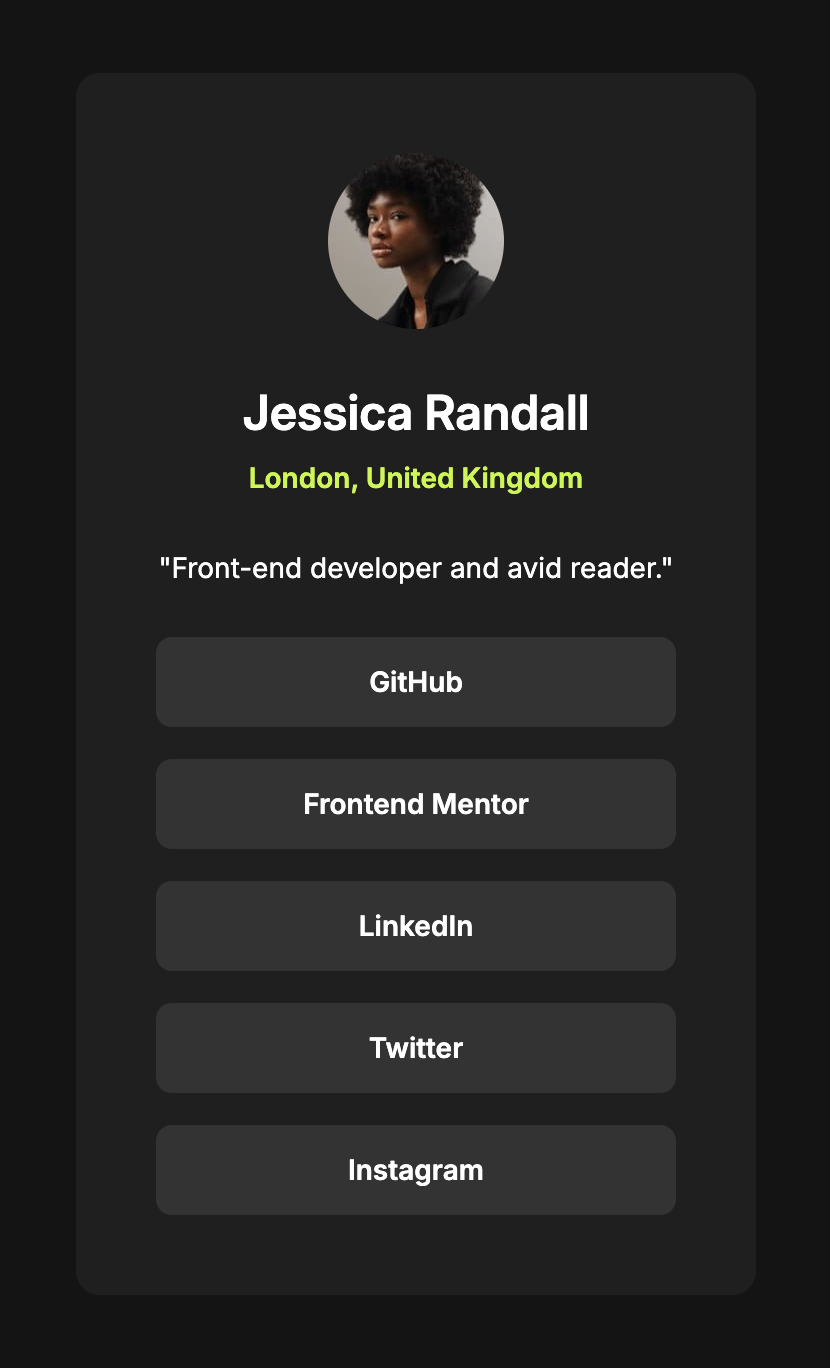 Jessica Randall
London, United Kingdom
"Front-end developer and avid reader."
GitHub
Frontend Mentor
LinkedIn
Twitter
Instagram